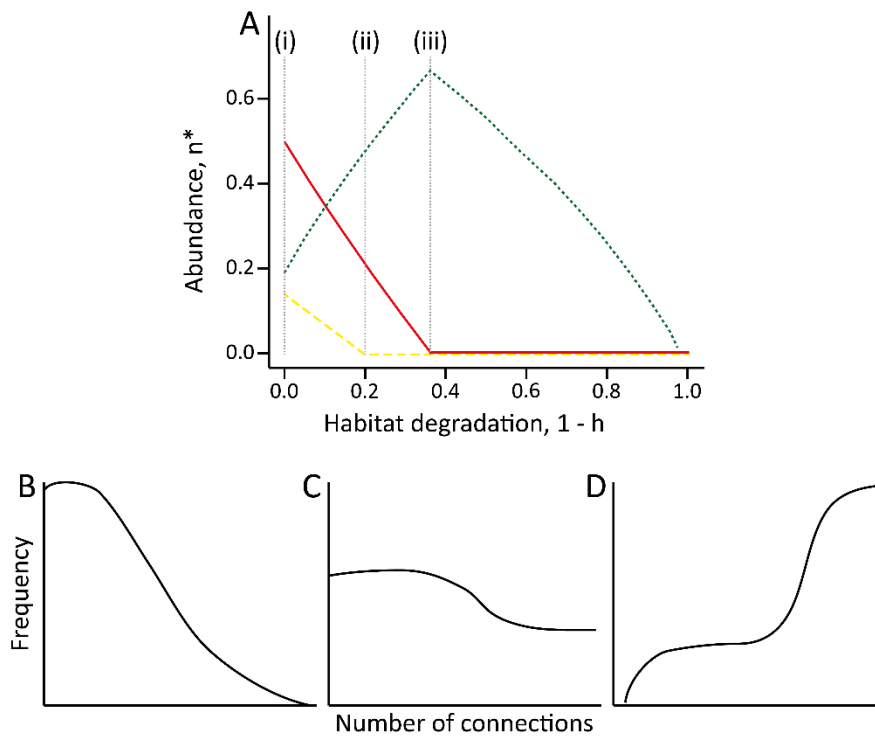 A
(i) (ii) (iii)
Abundance, n*
0.6
0.4
0.2
0.0
0.0 0.2 0.4 0.6 0.8 1.0
Habitat degradation, 1 - h
B C D
Frequency
Number of connections